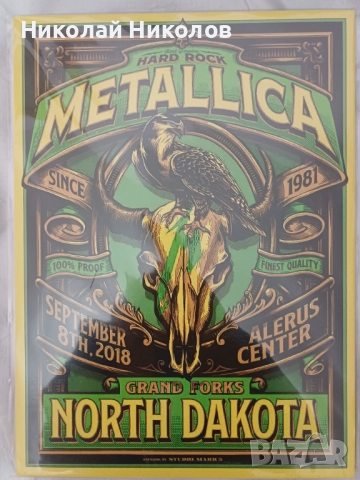 Николай Николов
HARD ROCK
METALLICA
SINCE 1981
100% PROOF FINEST QUALITY
SEPTEMBER
8TH. 2018
ALERUS
CENTER
GRAND FORKS
NORTH DAKOTA
BAZAR